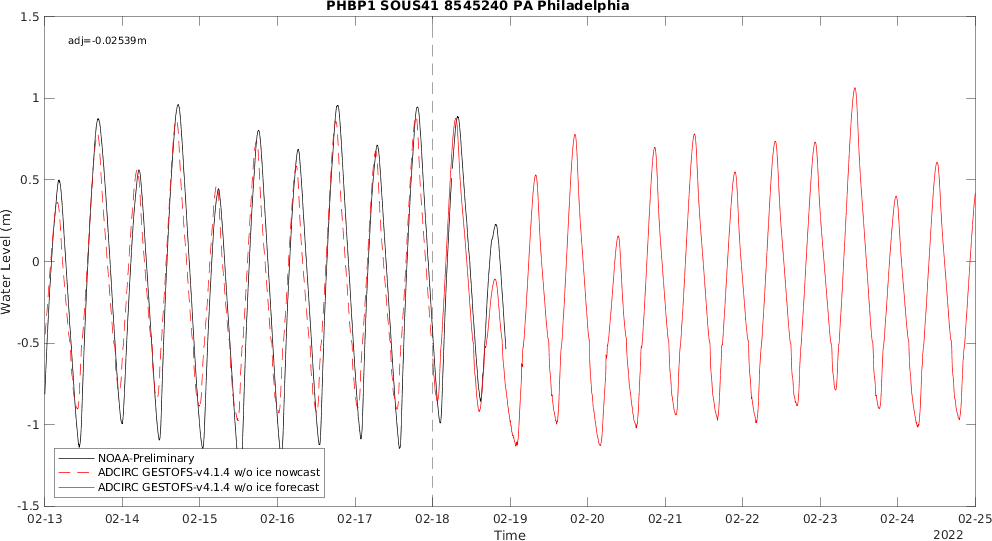 PHBP1 SOUS41 8545240 PA Philadelphia
adj=-0.02539m
1.5
1
0.5
0
-0.5
-1
-1.5
Water Level (m)
NOAA-Preliminary
ADCIRC GESTOFS-v4.1.4 w/o ice nowcast
ADCIRC GESTOFS-v4.1.4 w/o ice forecast
02-13 02-14 02-15 02-16 02-17 02-18 02-19 02-20 02-21 02-22 02-23 02-24 02-25
Time
2022